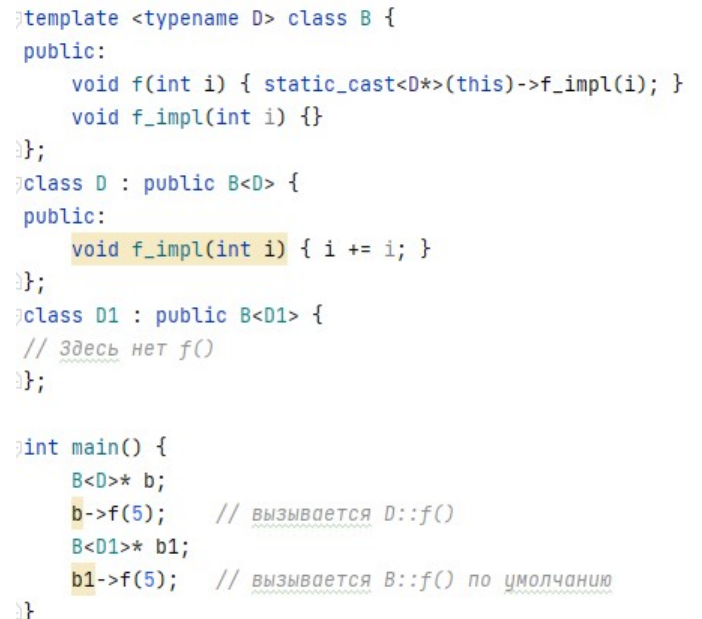 template <typename D> class B {
public:
    void f(int i) { static_cast<D*>(this)->f_impl(i); }
    void f_impl(int i) {}
};
class D : public B<D> {
public:
    void f_impl(int i) { i += i; }
};
class D1 : public B<D1> {
// Здесь нет f()
};

int main() {
    B<D>* b;
    b->f(5);    // вызывается D::f()
    B<D1>* b1;
    b1->f(5);   // вызывается B::f() по умолчанию
}